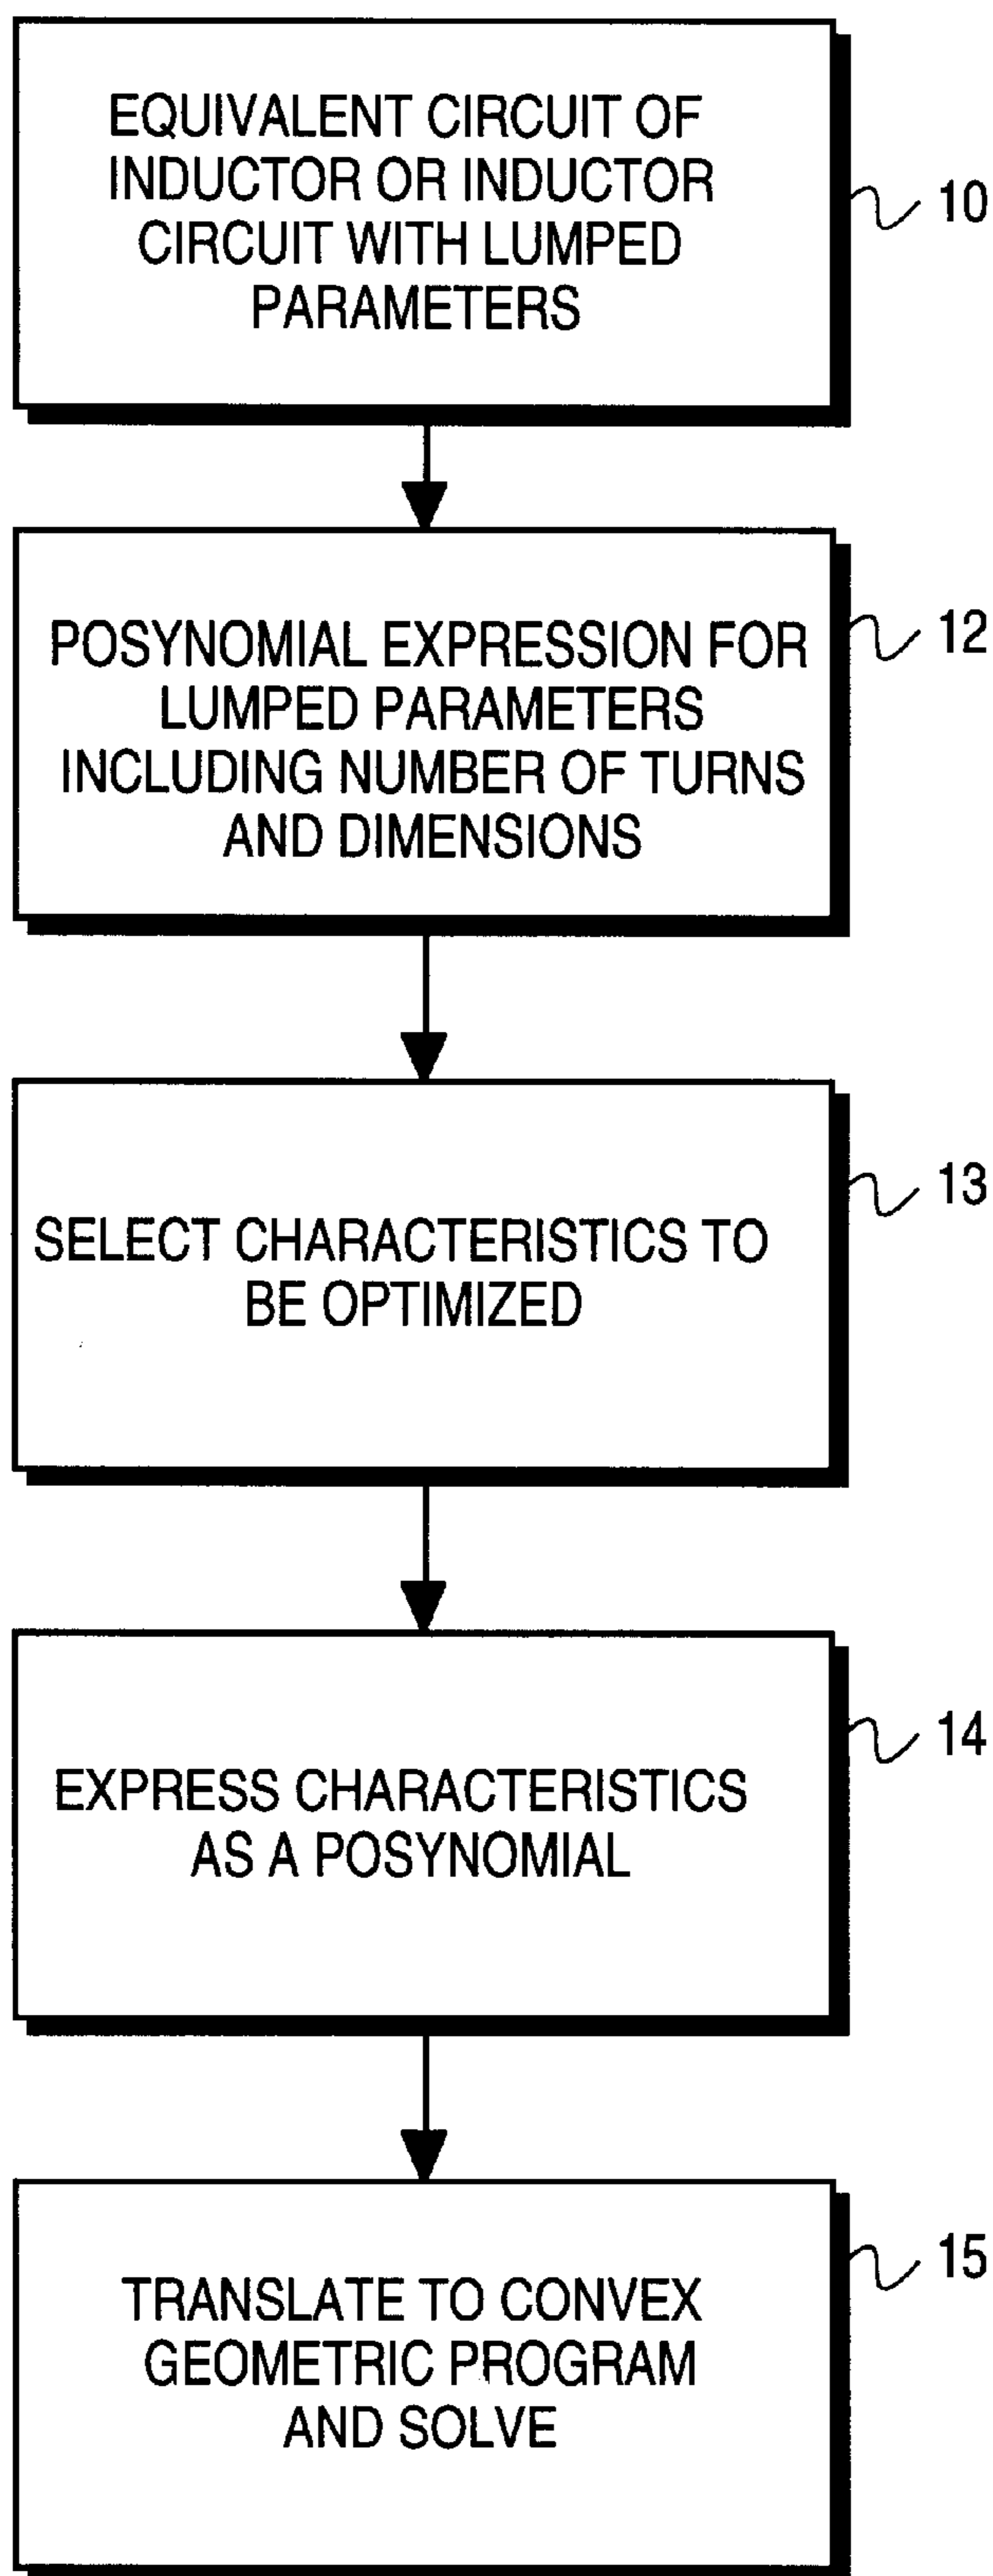 EQUIVALENT CIRCUIT OF
INDUCTOR OR INDUCTOR
CIRCUIT WITH LUMPED
PARAMETERS
10
POSYNOMIAL EXPRESSION FOR
LUMPED PARAMETERS
INCLUDING NUMBER OF TURNS
AND DIMENSIONS
12
SELECT CHARACTERISTICS TO
BE OPTIMIZED
13
EXPRESS CHARACTERISTICS
AS A POSYNOMIAL
14
TRANSLATE TO CONVEX
GEOMETRIC PROGRAM
AND SOLVE
15